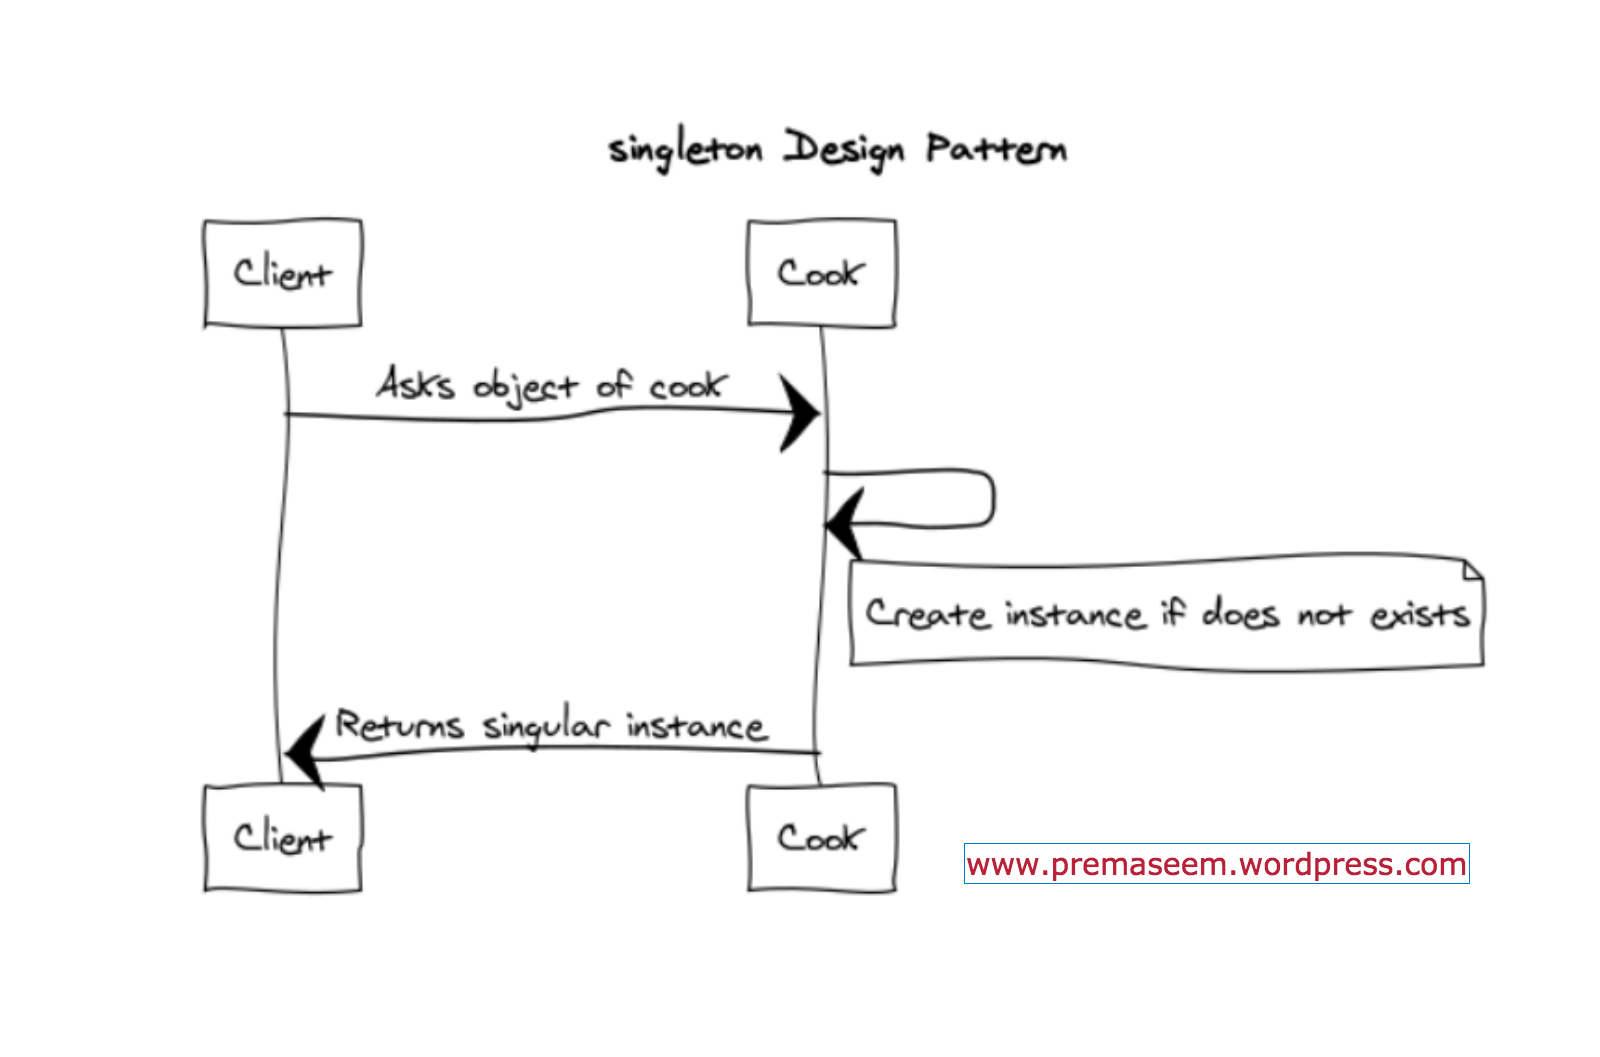 singleton Design Pattern
Client
Cook
Asks object of cook
Create instance if does not exists
Returns singular instance
Client
Cook
www.premaseem.wordpress.com